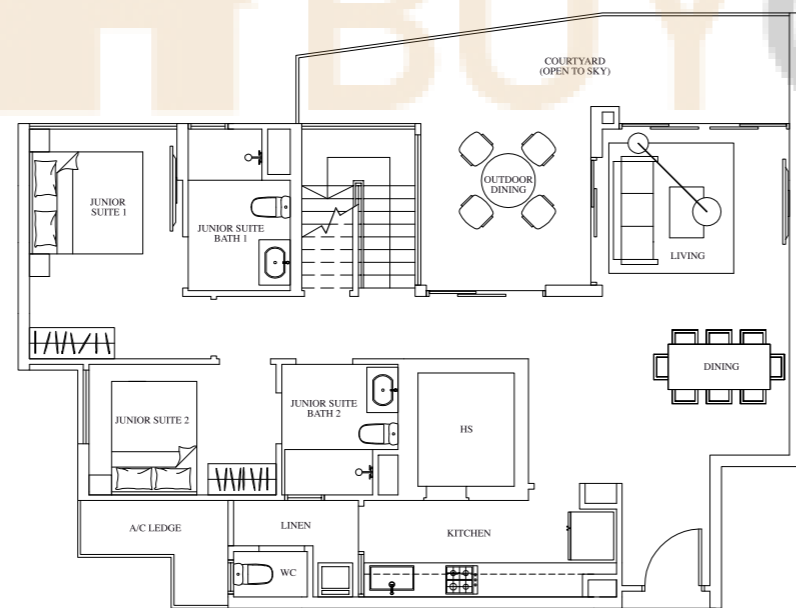 BUY
COURTYARD
(OPEN TO SKY)
JUNIOR
SUITE 1
JUNIOR SUITE
BATH 1
OUTDOOR
DINING
LIVING
DINING
JUNIOR SUITE 2
JUNIOR SUITE
BATH 2
HS
A/C LEDGE
LINEN
KITCHEN
WC